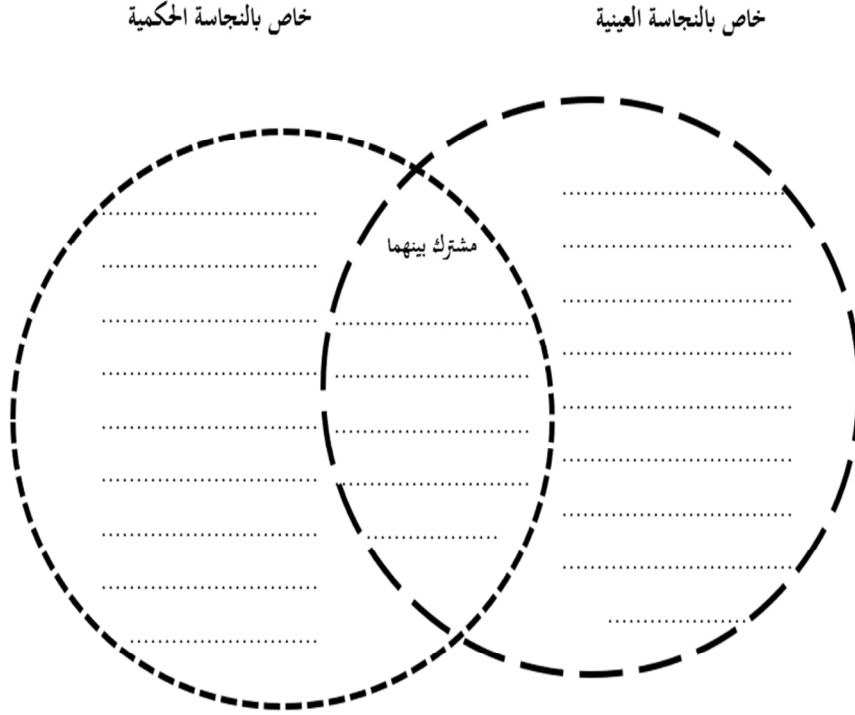 خاص بالنجاسة العينية
خاص بالنجاسة الحكمية
مشترك بينهما